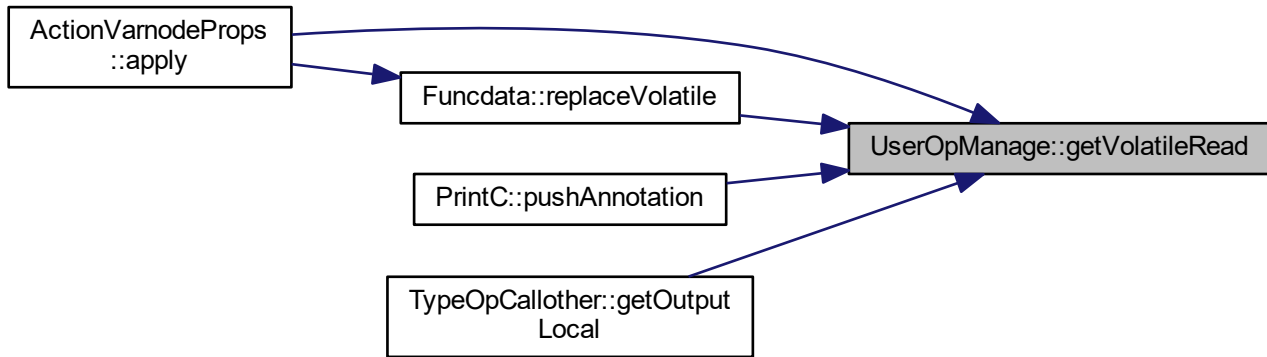 ActionVarnodeProps
::apply
Funcdata::replaceVolatile
UserOpManage::getVolatileRead
PrintC::pushAnnotation
TypeOpCallother::getOutput
Local